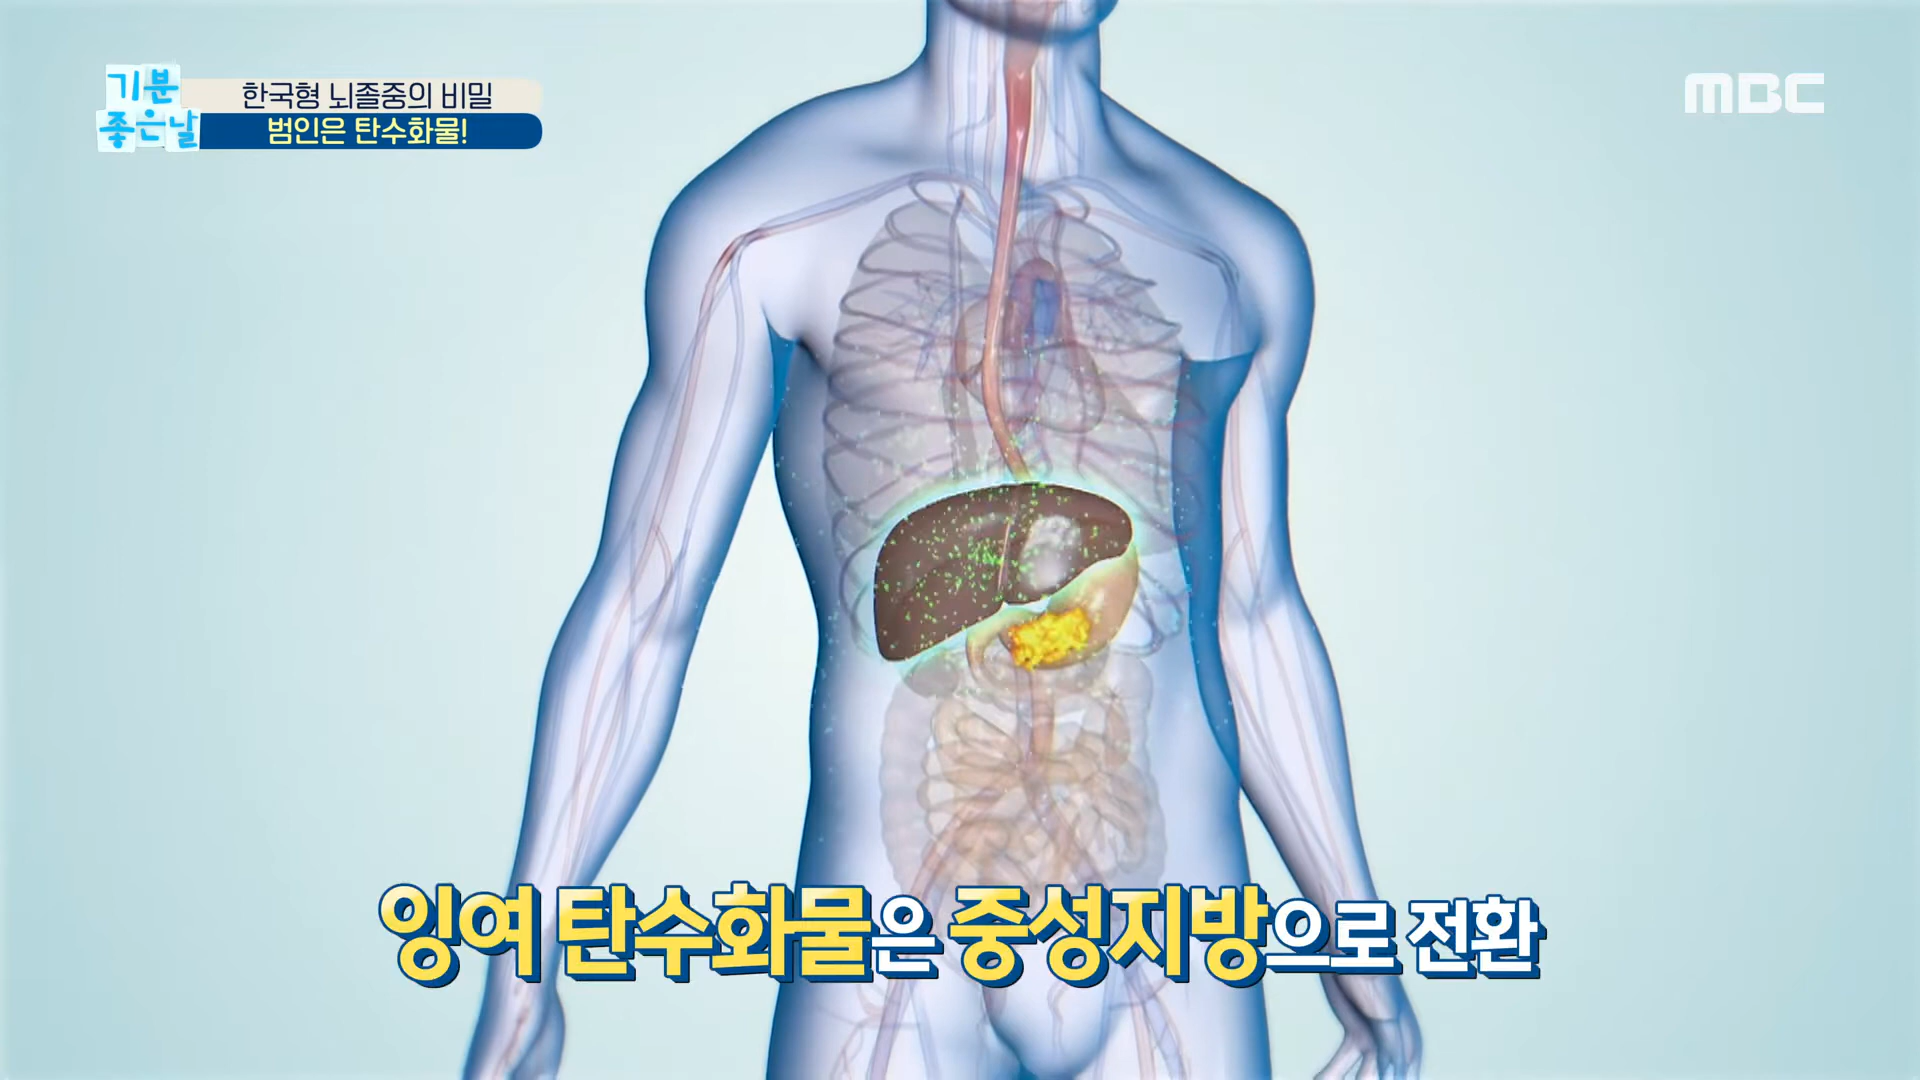 기분
좋은날
한국형 뇌졸중의 비밀
범인은 탄수화물!
MBC
잉여 탄수화물은 중성지방으로 전환